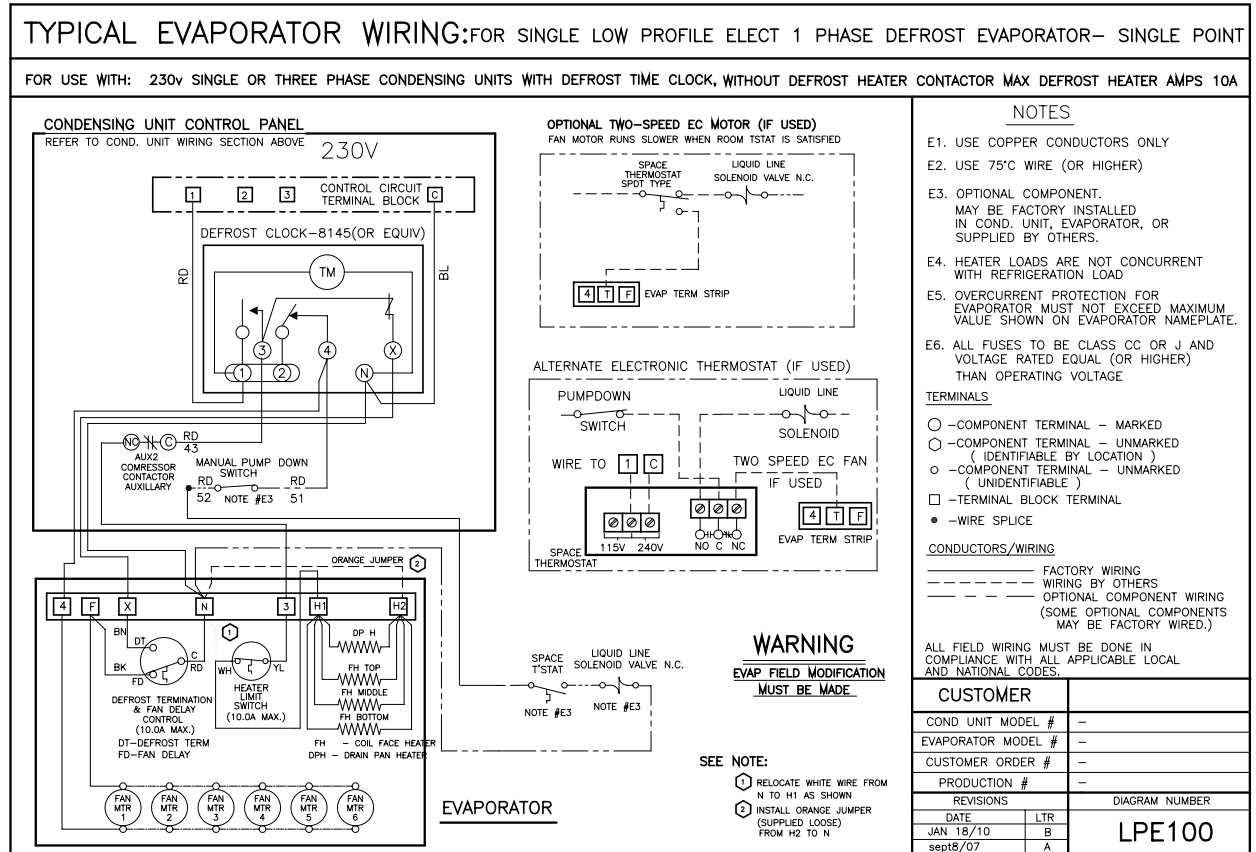 TYPICAL EVAPORATOR WIRING:FOR SINGLE LOW PROFILE ELECT 1 PHASE DEFROST EVAPORATOR– SINGLE POINT
FOR USE WITH: 230v SINGLE OR THREE PHASE CONDENSING UNITS WITH DEFROST TIME CLOCK, WITHOUT DEFROST HEATER CONTACTOR MAX DEFROST HEATER AMPS 10A
CONDENSING UNIT CONTROL PANEL
REFER TO COND. UNIT WIRING SECTION ABOVE
230V
1 2 3
CONTROL CIRCUIT
TERMINAL BLOCK
C
DEFROST CLOCK–8145(OR EQUIV)
RD
BL
TM
3
4
X
1
2
N
NC
C
RD
43
AUX2
COMRESSOR
CONTACTOR
AUXILLARY
MANUAL PUMP DOWN
SWITCH
RD
52
NOTE #E3
RD
51
ORANGE JUMPER
2
4 F X N 3 H1 H2
1
BN
DT
C
RD
BK
FD
WH
YL
DEFROST TERMINATION
& FAN DELAY
CONTROL
(10.0A MAX.)
DT–DEFROST TERM
FD–FAN DELAY
HEATER
LIMIT
SWITCH
(10.0A MAX.)
DP H
FH TOP
FH MIDDLE
FH BOTTOM
FH – COIL FACE HEATER
DPH – DRAIN PAN HEATER
FAN
MTR
1
FAN
MTR
2
FAN
MTR
3
FAN
MTR
4
FAN
MTR
5
FAN
MTR
6
EVAPORATOR
OPTIONAL TWO–SPEED EC MOTOR (IF USED)
FAN MOTOR RUNS SLOWER WHEN ROOM TSTAT IS SATISFIED
SPACE
THERMOSTAT
SPDT TYPE
LIQUID LINE
SOLENOID VALVE N.C.
4 T F
EVAP TERM STRIP
ALTERNATE ELECTRONIC THERMOSTAT (IF USED)
PUMPDOWN
SWITCH
LIQUID LINE
SOLENOID
WIRE TO
1 C
TWO SPEED EC FAN
IF USED
4 T F
EVAP TERM STRIP
115V 240V
NO C NC
SPACE
THERMOSTAT
SPACE
T'STAT
NOTE #E3
LIQUID LINE
SOLENOID VALVE N.C.
NOTE #E3
WARNING
EVAP FIELD MODIFICATION
MUST BE MADE
SEE NOTE:
1 RELOCATE WHITE WIRE FROM
N TO H1 AS SHOWN
2 INSTALL ORANGE JUMPER
(SUPPLIED LOOSE)
FROM H2 TO N
NOTES
E1. USE COPPER CONDUCTORS ONLY
E2. USE 75°C WIRE (OR HIGHER)
E3. OPTIONAL COMPONENT.
MAY BE FACTORY INSTALLED
IN COND. UNIT, EVAPORATOR, OR
SUPPLIED BY OTHERS.
E4. HEATER LOADS ARE NOT CONCURRENT
WITH REFRIGERATION LOAD
E5. OVERCURRENT PROTECTION FOR
EVAPORATOR MUST NOT EXCEED MAXIMUM
VALUE SHOWN ON EVAPORATOR NAMEPLATE.
E6. ALL FUSES TO BE CLASS CC OR J AND
VOLTAGE RATED EQUAL (OR HIGHER)
THAN OPERATING VOLTAGE
TERMINALS
–COMPONENT TERMINAL – MARKED
–COMPONENT TERMINAL – UNMARKED
( IDENTIFIABLE BY LOCATION )
–COMPONENT TERMINAL – UNMARKED
( UNIDENTIFIABLE )
–TERMINAL BLOCK TERMINAL
–WIRE SPLICE
CONDUCTORS/WIRING
FACTORY WIRING
WIRING BY OTHERS
OPTIONAL COMPONENT WIRING
(SOME OPTIONAL COMPONENTS
MAY BE FACTORY WIRED.)
ALL FIELD WIRING MUST BE DONE IN
COMPLIANCE WITH ALL APPLICABLE LOCAL
AND NATIONAL CODES.
CUSTOMER
COND UNIT MODEL # –
EVAPORATOR MODEL # –
CUSTOMER ORDER # –
PRODUCTION # –
REVISIONS
DIAGRAM NUMBER
DATE LTR
JAN 18/10 B
sept8/07 A
LPE100